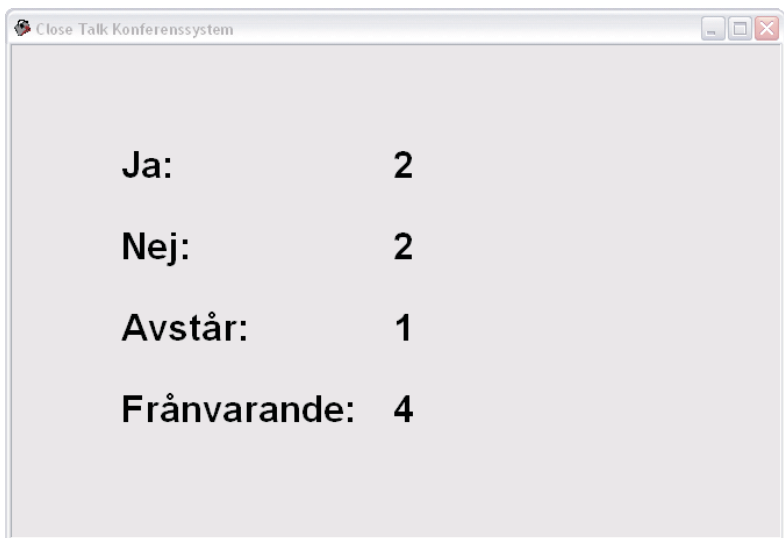 Close Talk Konferenssystem
Ja: 2
Nej: 2
Avstår: 1
Frånvarande: 4